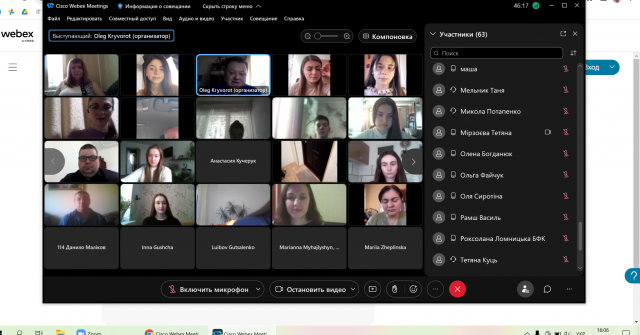 Cisco Webex Meetings
Информация о совещании
Скрыть строку меню
46:17
Файл
Редактировать
Совместный доступ
Вид
Аудио и видео
Участник
Совещание
Справка
webex
Выступающий: Oleg Kryvorot (организатор)
Компоновка
Участники (63)
Поиск
Вход
Oleg Kryvorot (организатор)
Анастасия Кучерук
114 Данило Маляков
Inna Gushcha
Liubov Gutsalenko
Marianna Myhajlyshyn, ...
Mariia Zheplinska
маша
Мельник Таня
Микола Потапенко
Мірзоєва Тетяна
Олена Богданюк
Ольга Файчук
Оля Сиротіна
Рамш Василь
Роксолана Ломницька БФК
Тетяна Куць
Включить микрофон
Остановить видео
Zoom
Cisco Webex Meeti...
Cisco Webex Meeti...
УКР
18:06